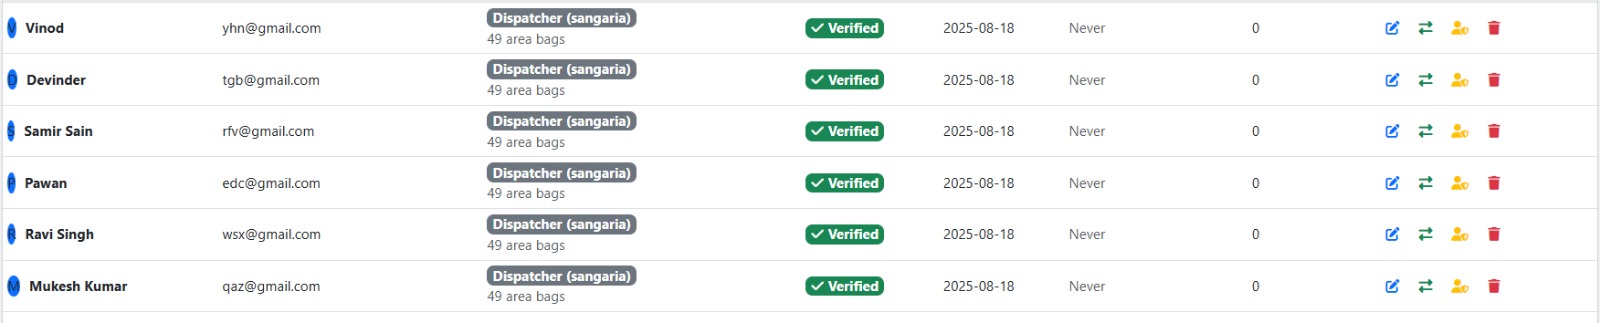 V Vinod yhn@gmail.com Dispatcher (sangaria) Verified 2025-08-18 Never 0
49 area bags
D Devinder tgb@gmail.com Dispatcher (sangaria) Verified 2025-08-18 Never 0
49 area bags
S Samir Sain rfv@gmail.com Dispatcher (sangaria) Verified 2025-08-18 Never 0
49 area bags
P Pawan edc@gmail.com Dispatcher (sangaria) Verified 2025-08-18 Never 0
49 area bags
R Ravi Singh wsx@gmail.com Dispatcher (sangaria) Verified 2025-08-18 Never 0
49 area bags
M Mukesh Kumar qaz@gmail.com Dispatcher (sangaria) Verified 2025-08-18 Never 0
49 area bags